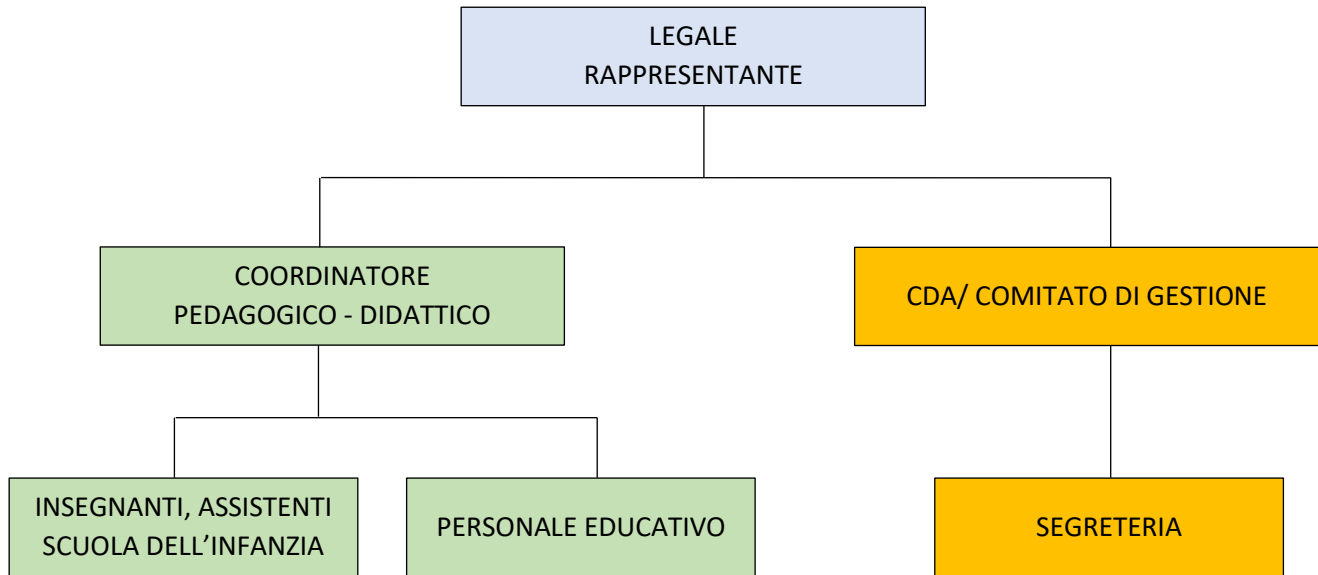 LEGALE
RAPPRESENTANTE
COORDINATORE
PEDAGOGICO - DIDATTICO
CDA/ COMITATO DI GESTIONE
INSEGNANTI, ASSISTENTI
SCUOLA DELL’INFANZIA
PERSONALE EDUCATIVO
SEGRETERIA